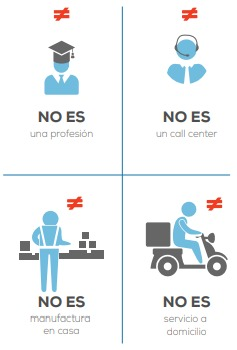 NO ES
una profesión
NO ES
un call center
NO ES
manufactura
en casa
NO ES
servicio a
domicilio